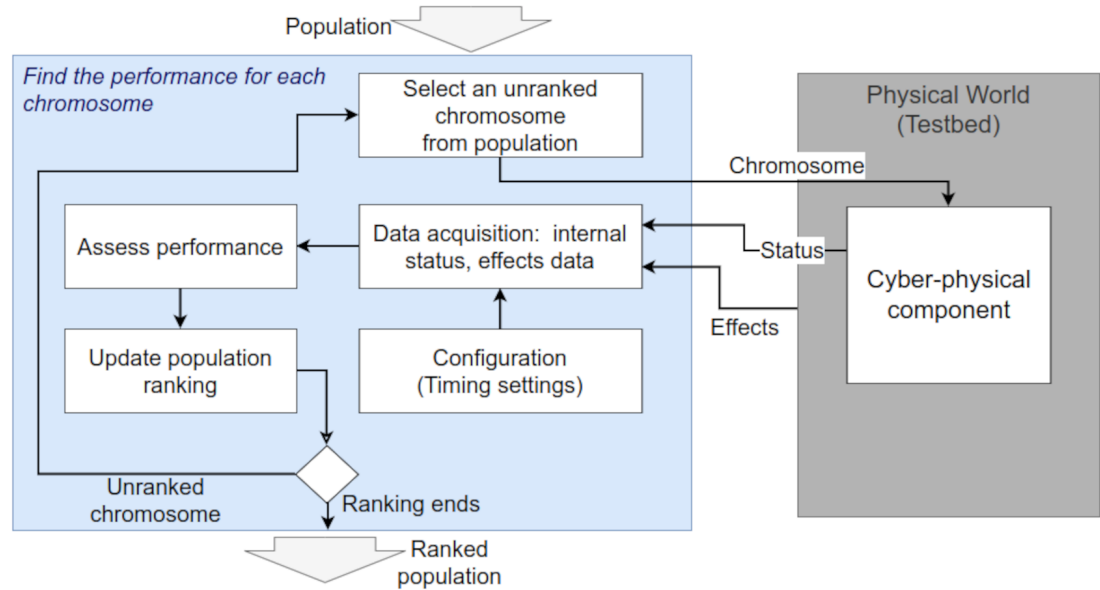 Population
Find the performance for each
chromosome
Select an unranked
chromosome
from population
Physical World
(Testbed)
Chromosome
Assess performance
Data acquisition:  internal
status, effects data
Status
Cyber-physical
component
Effects
Update population
ranking
Configuration
(Timing settings)
Unranked
chromosome
Ranking ends
Ranked
population